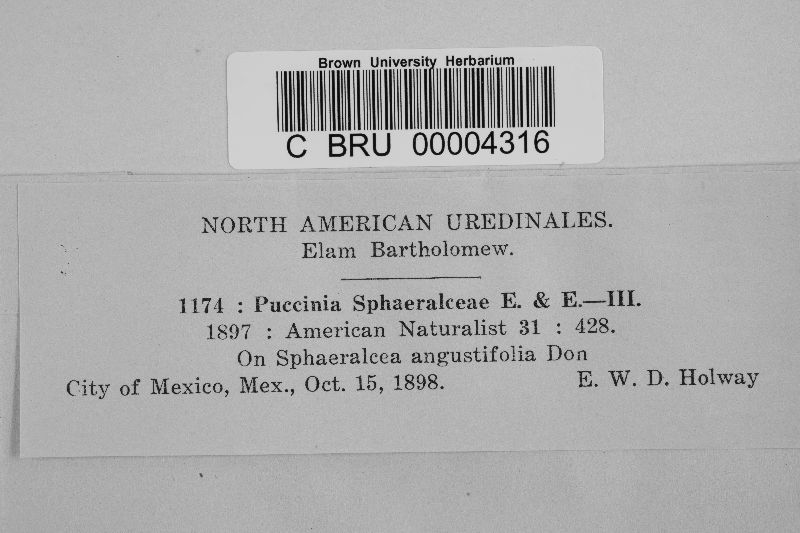 Brown University Herbarium
C BRU 00004316
NORTH AMERICAN UREDINALES.
Elam Bartholomew.
1174 : Puccinia Sphaeralceae E. & E.—III.
1897 : American Naturalist 31 : 428.
On Sphaeralcea angustifolia Don
City of Mexico, Mex., Oct. 15, 1898. E. W. D. Holway